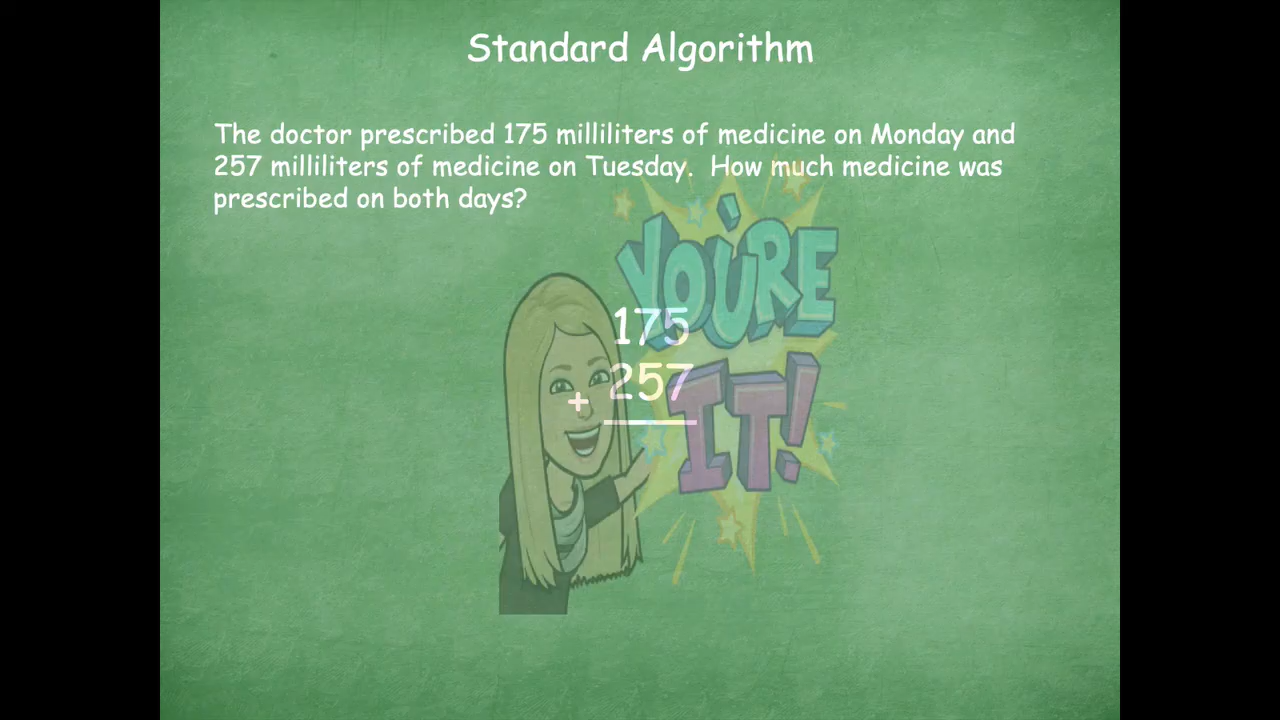 Standard Algorithm
The doctor prescribed 175 milliliters of medicine on Monday and
257 milliliters of medicine on Tuesday.  How much medicine was
prescribed on both days?
YOU'RE
IT!
175
257
+